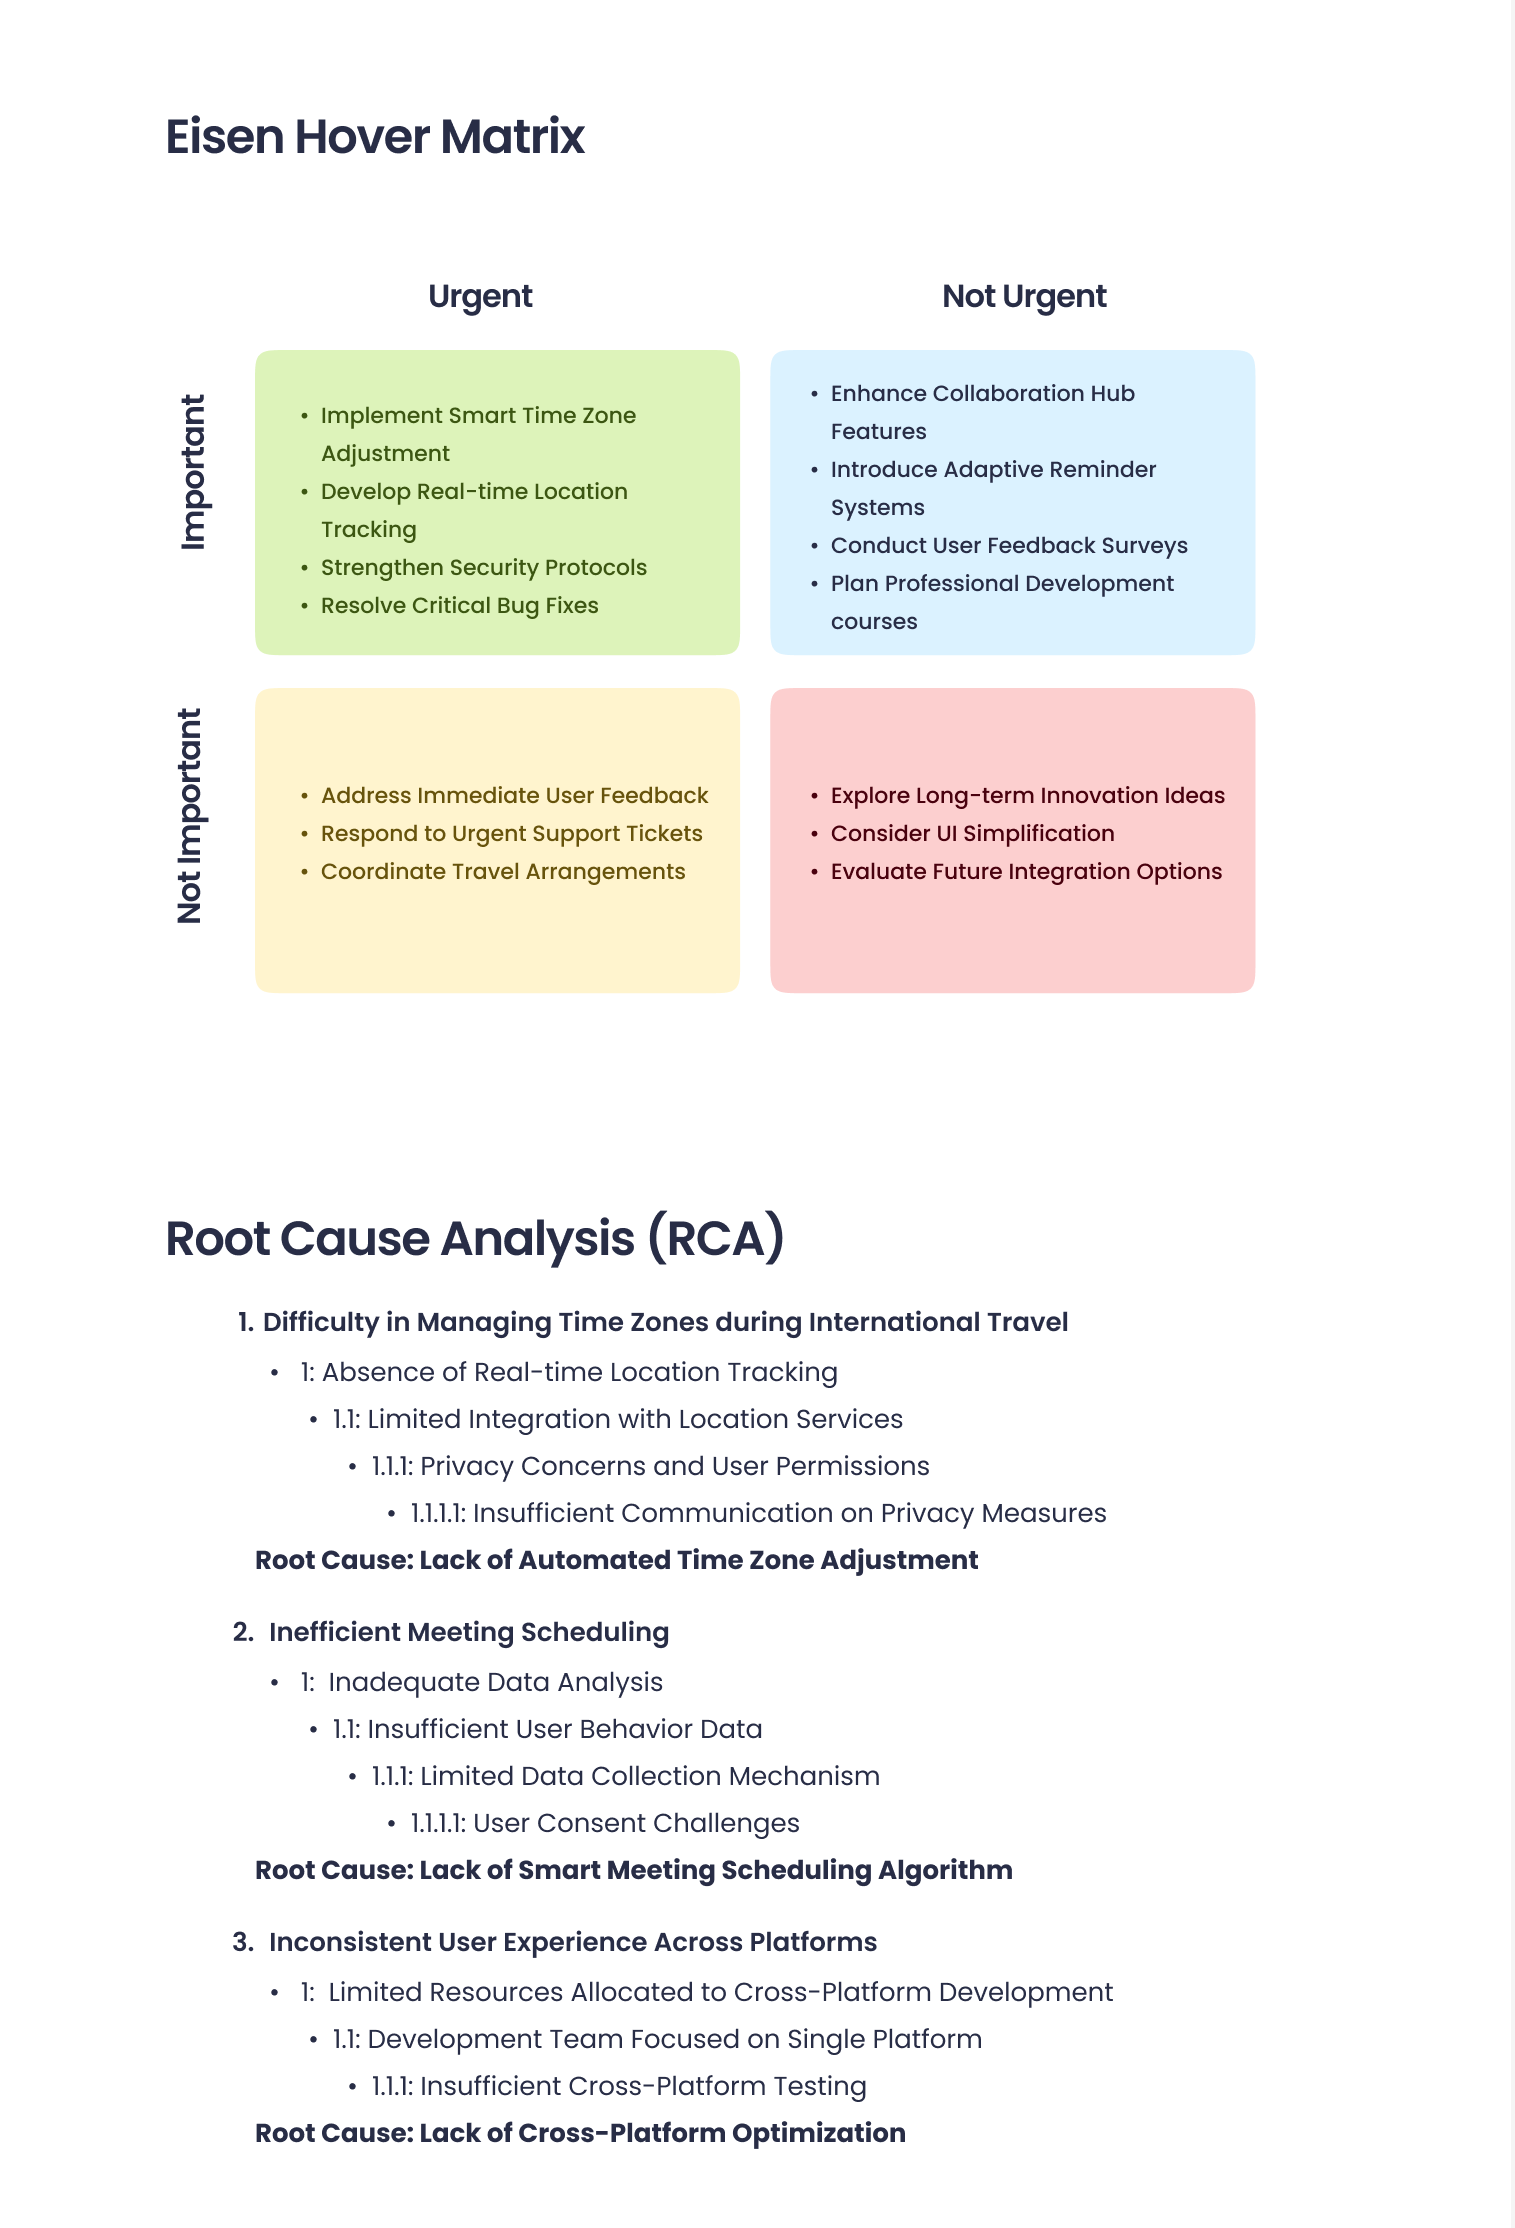 Eisen Hover Matrix
Urgent
Not Urgent
Important
• Implement Smart Time Zone
Adjustment
• Develop Real-time Location
Tracking
• Strengthen Security Protocols
• Resolve Critical Bug Fixes
• Enhance Collaboration Hub
Features
• Introduce Adaptive Reminder
Systems
• Conduct User Feedback Surveys
• Plan Professional Development
courses
Not Important
• Address Immediate User Feedback
• Respond to Urgent Support Tickets
• Coordinate Travel Arrangements
• Explore Long-term Innovation Ideas
• Consider UI Simplification
• Evaluate Future Integration Options
Root Cause Analysis (RCA)
1. Difficulty in Managing Time Zones during International Travel
• 1: Absence of Real-time Location Tracking
• 1.1: Limited Integration with Location Services
• 1.1.1: Privacy Concerns and User Permissions
• 1.1.1.1: Insufficient Communication on Privacy Measures
Root Cause: Lack of Automated Time Zone Adjustment
2. Inefficient Meeting Scheduling
• 1: Inadequate Data Analysis
• 1.1: Insufficient User Behavior Data
• 1.1.1: Limited Data Collection Mechanism
• 1.1.1.1: User Consent Challenges
Root Cause: Lack of Smart Meeting Scheduling Algorithm
3. Inconsistent User Experience Across Platforms
• 1: Limited Resources Allocated to Cross-Platform Development
• 1.1: Development Team Focused on Single Platform
• 1.1.1: Insufficient Cross-Platform Testing
Root Cause: Lack of Cross-Platform Optimization